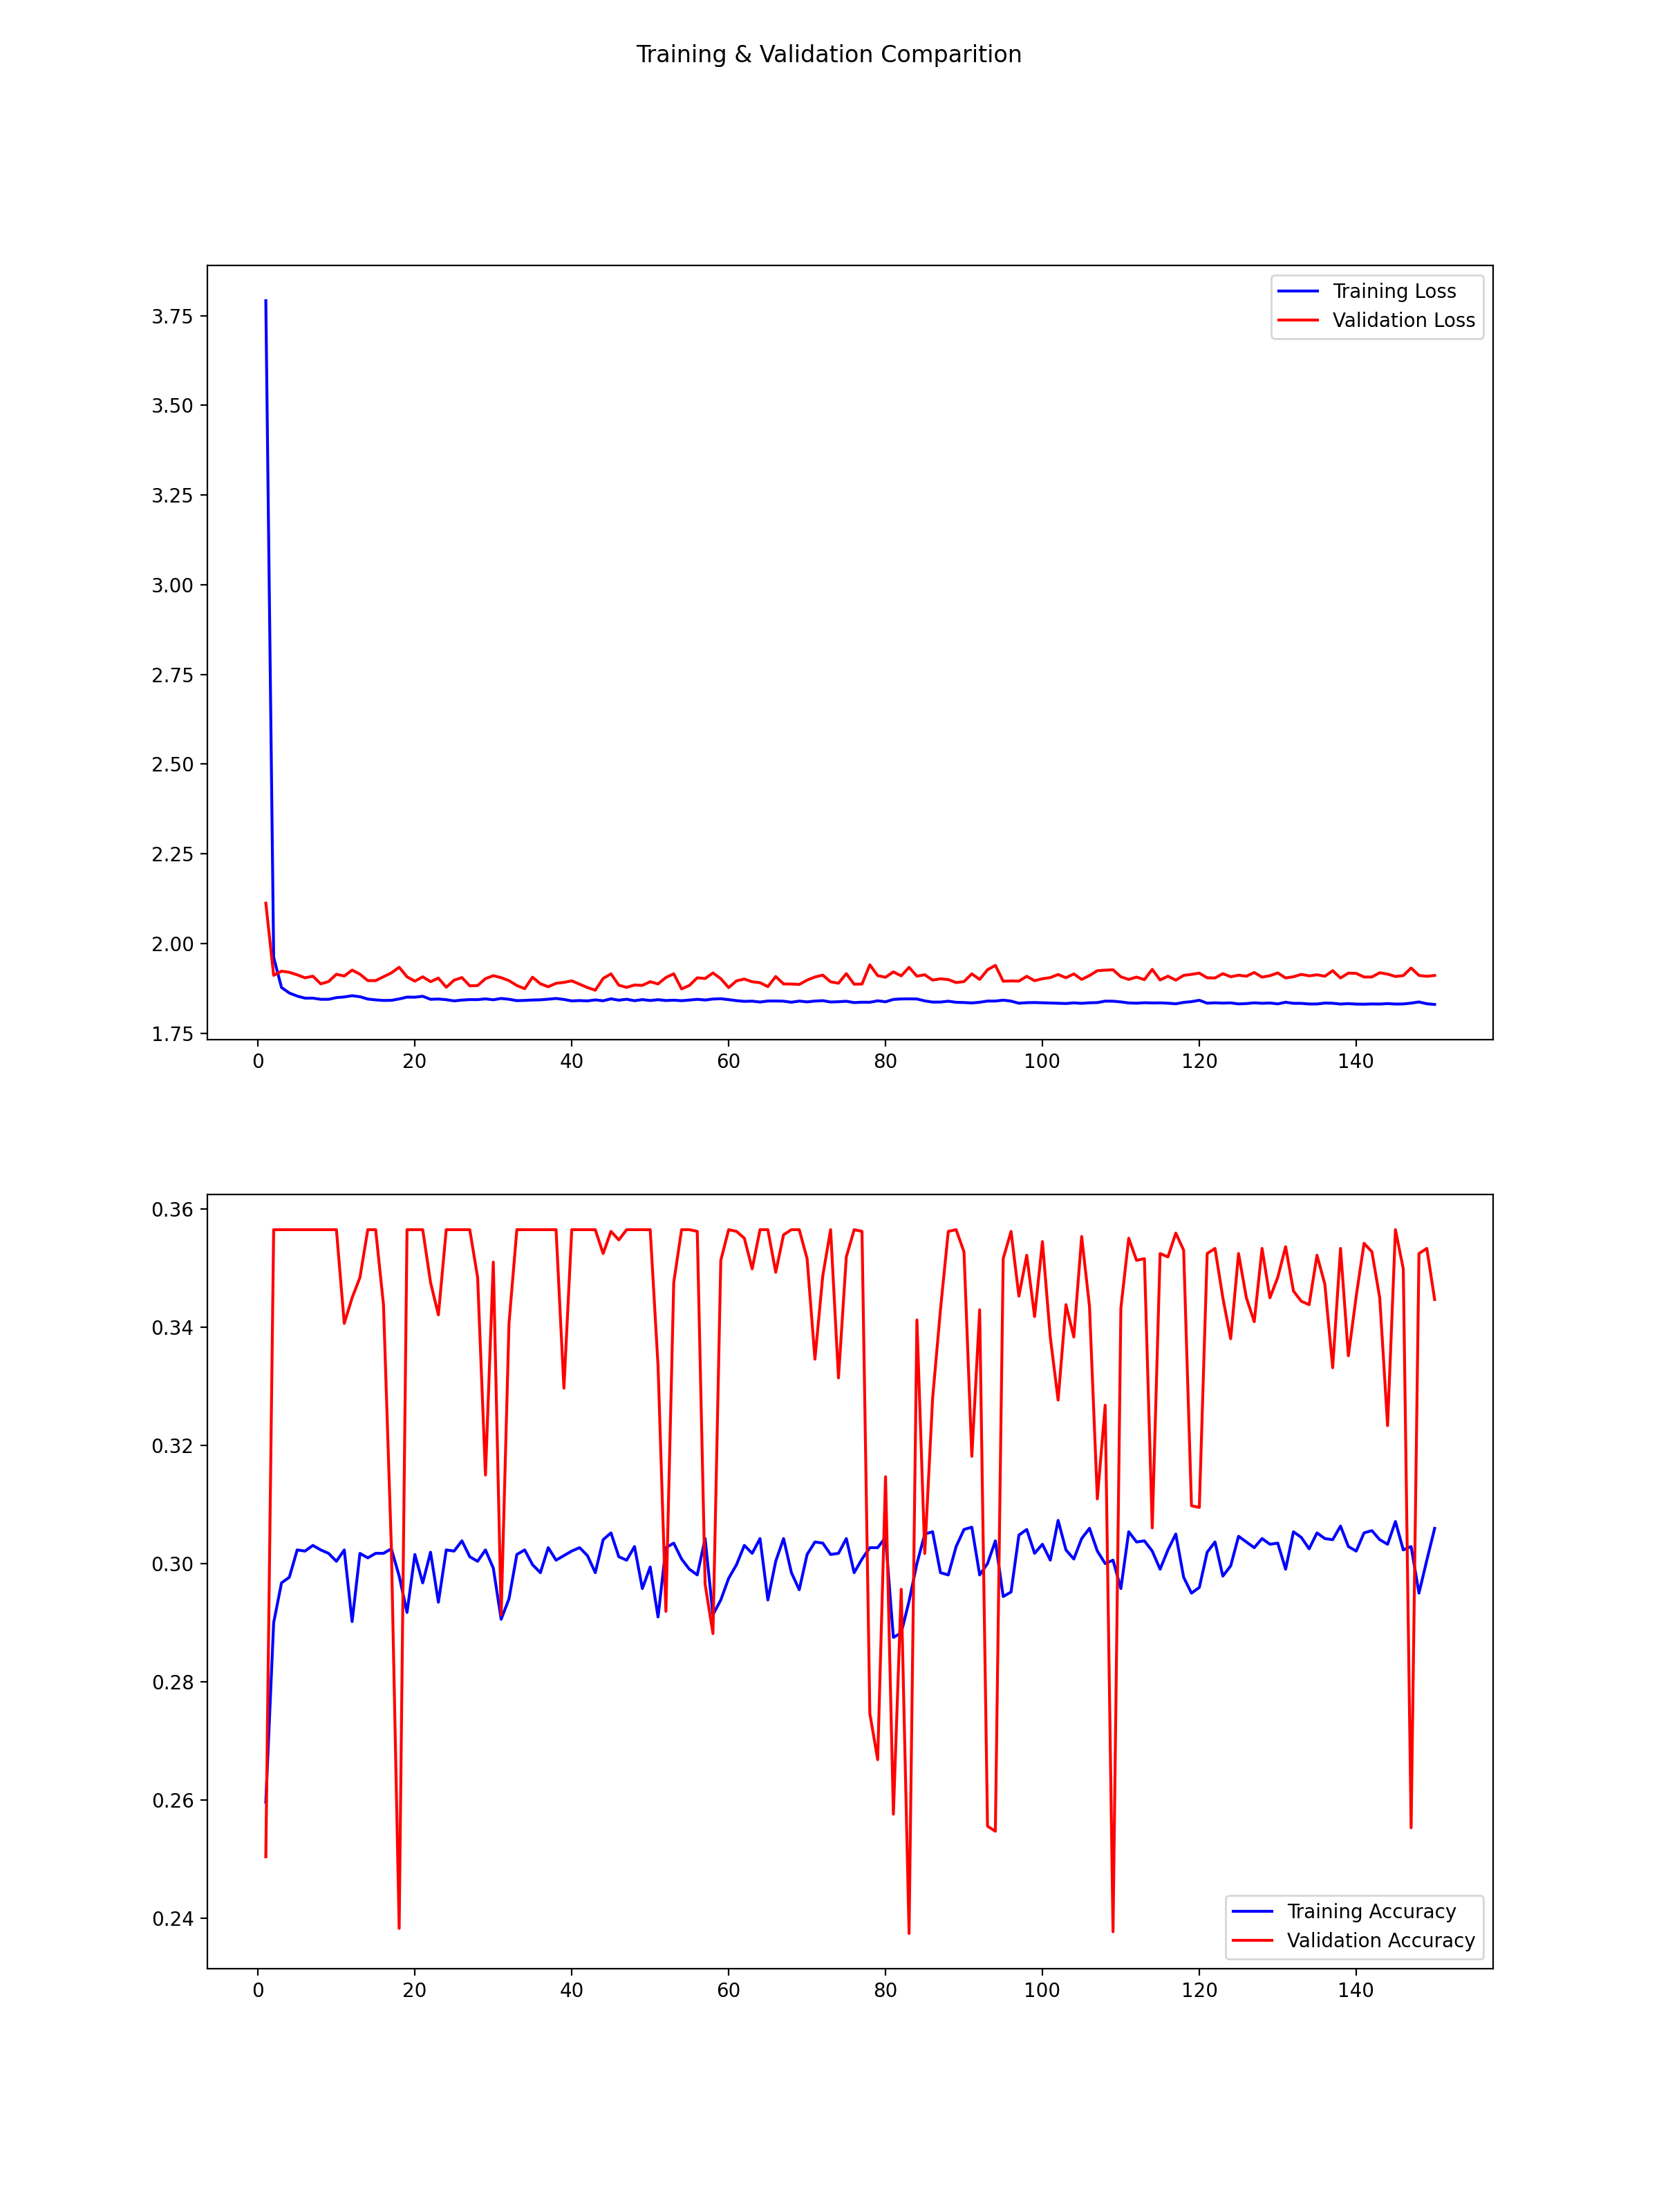 Training & Validation Comparition
Training Loss
Validation Loss
3.75
3.50
3.25
3.00
2.75
2.50
2.25
2.00
1.75
0 20 40 60 80 100 120 140
0.36
0.34
0.32
0.30
0.28
0.26
0.24
Training Accuracy
Validation Accuracy
0 20 40 60 80 100 120 140